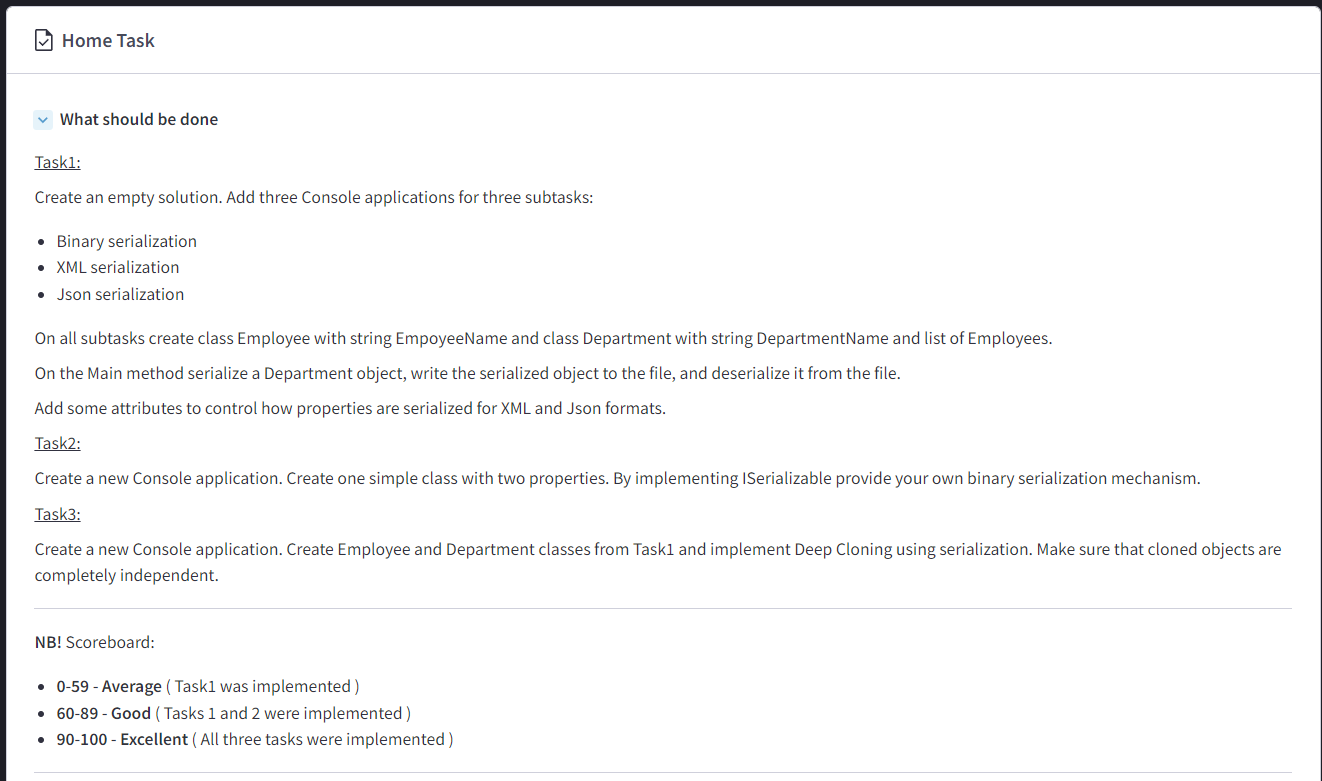 Home Task
What should be done
Task1:
Create an empty solution. Add three Console applications for three subtasks:
Binary serialization
XML serialization
Json serialization
On all subtasks create class Employee with string EmpoyeeName and class Department with string DepartmentName and list of Employees.
On the Main method serialize a Department object, write the serialized object to the file, and deserialize it from the file.
Add some attributes to control how properties are serialized for XML and Json formats.
Task2:
Create a new Console application. Create one simple class with two properties. By implementing ISerializable provide your own binary serialization mechanism.
Task3:
Create a new Console application. Create Employee and Department classes from Task1 and implement Deep Cloning using serialization. Make sure that cloned objects are
completely independent.
NB! Scoreboard:
0-59 - Average ( Task1 was implemented )
60-89 - Good ( Tasks 1 and 2 were implemented )
90-100 - Excellent ( All three tasks were implemented )